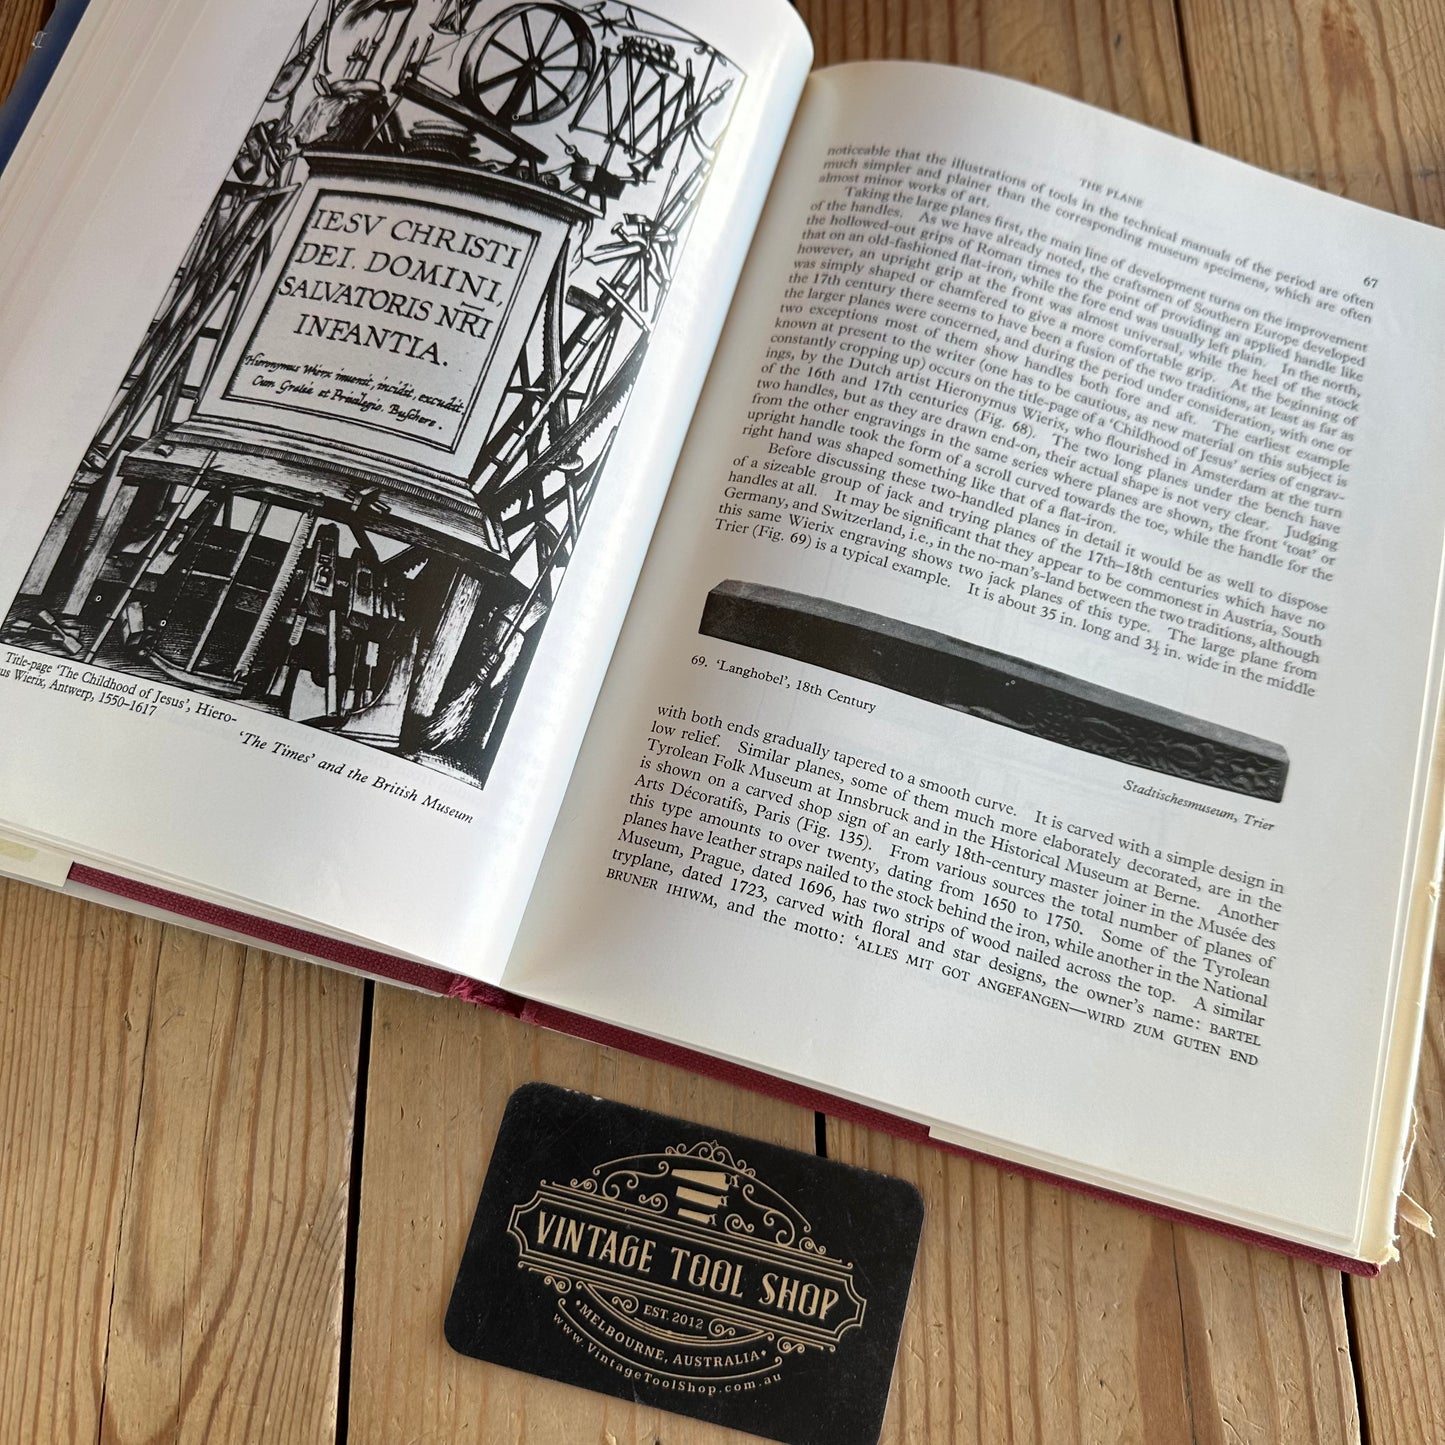 IESV CHRISTI
DEI. DOMINI,
SALVATORIS NR̄I
INFANTIA.
Hieronymus Wierx inuenit, incidit, excudit.
Cum Gratia et Priuilegio. Buschere.
Title-page 'The Childhood of Jesus', Hiero-
us Wierix, Antwerp, 1550–1617
'The Times' and the British Museum
THE PLANE 67
noticeable that the illustrations of tools in the technical manuals of the period are often
much simpler and plainer than the corresponding museum specimens, which are often
almost minor works of art.
Taking the large planes first, the main line of development turns on the improvement
of the handles. As we have already noted, the craftsmen of Southern Europe developed
the hollowed-out grips of Roman times to the point of providing an applied handle like
that on an old-fashioned flat-iron, while the fore end was usually left plain. In the north,
however, an upright grip at the front was almost universal, while the heel of the stock
was simply shaped or chamfered to give a more comfortable grip. At the beginning of
the 17th century there seems to have been a fusion of the two traditions, at least as far as
the larger planes were concerned, and during the period under consideration, with one or
two exceptions most of them show handles both fore and aft. The earliest example
known at present to the writer (one has to be cautious, as new material on this subject is
constantly cropping up) occurs on the title-page of a 'Childhood of Jesus' series of engrav-
ings, by the Dutch artist Hieronymus Wierix, who flourished in Amsterdam at the turn
of the 16th and 17th centuries (Fig. 68). The two long planes under the bench have
two handles, but as they are drawn end-on, their actual shape is not very clear. Judging
from the other engravings in the same series where planes are shown, the front 'toat' or
upright handle took the form of a scroll curved towards the toe, while the handle for the
right hand was shaped something like that of a flat-iron.
Before discussing these two-handled planes in detail it would be as well to dispose
of a sizeable group of jack and trying planes of the 17th–18th centuries which have no
handles at all. It may be significant that they appear to be commonest in Austria, South
Germany, and Switzerland, i.e., in the no-man's-land between the two traditions, although
this same Wierix engraving shows two jack planes of this type. The large plane from
Trier (Fig. 69) is a typical example. It is about 35 in. long and 3½ in. wide in the middle
69. 'Langhobel', 18th Century
Stadtischesmuseum, Trier
with both ends gradually tapered to a smooth curve. It is carved with a simple design in
low relief. Similar planes, some of them much more elaborately decorated, are in the
Tyrolean Folk Museum at Innsbruck and in the Historical Museum at Berne. Another
is shown on a carved shop sign of an early 18th-century master joiner in the Musée des
Arts Décoratifs, Paris (Fig. 135). From various sources the total number of planes of
this type amounts to over twenty, dating from 1650 to 1750. Some of the Tyrolean
planes have leather straps nailed to the stock behind the iron, while another in the National
Museum, Prague, dated 1696, has two strips of wood nailed across the top. A similar
tryplane, dated 1723, carved with floral and star designs, the owner's name: BARTEL
BRUNER IHIWM, and the motto: 'ALLES MIT GOT ANGEFANGEN—WIRD ZUM GUTEN END
VINTAGE TOOL SHOP
EST. 2012
MELBOURNE, AUSTRALIA
www.VintageToolShop.com.au